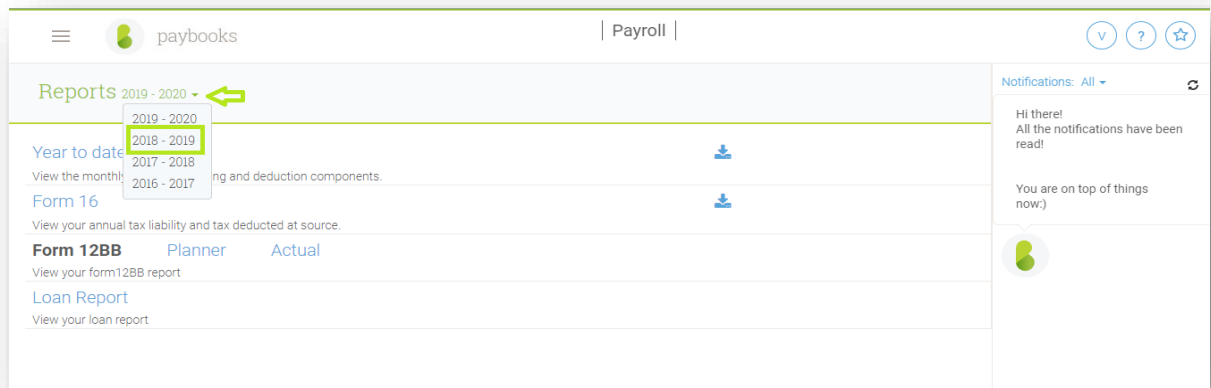 paybooks
| Payroll |
V
?
Reports 2019 - 2020
2019 - 2020
2018 - 2019
2017 - 2018
2016 - 2017
Year to date
View the monthly ng and deduction components.
Form 16
View your annual tax liability and tax deducted at source.
Form 12BB Planner Actual
View your form12BB report
Loan Report
View your loan report
Notifications: All
Hi there!
All the notifications have been
read!
You are on top of things
now:)